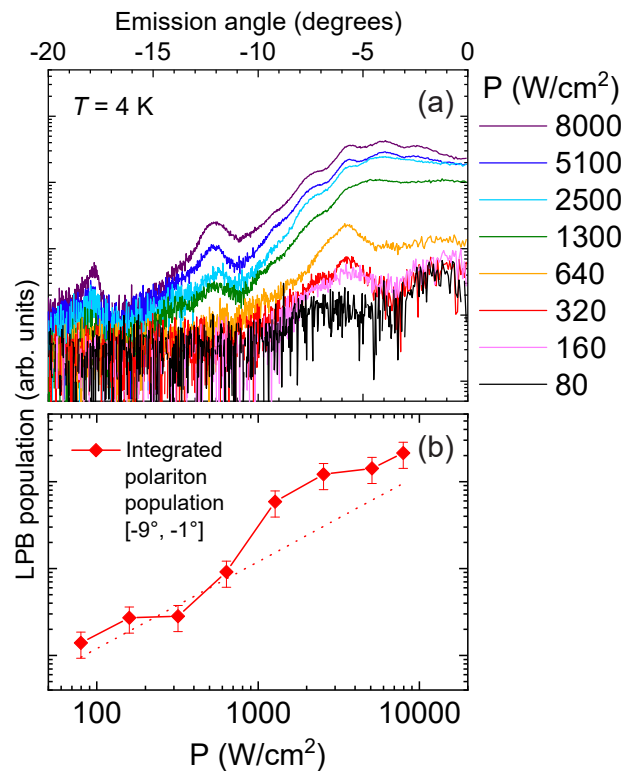 Emission angle (degrees)
-20 -15 -10 -5 0
T = 4 K
(a)
P (W/cm²)
8000
5100
2500
1300
640
320
160
80
LPB population (arb. units)
Integrated
polariton
population
[-9°, -1°]
(b)
100 1000 10000
P (W/cm²)